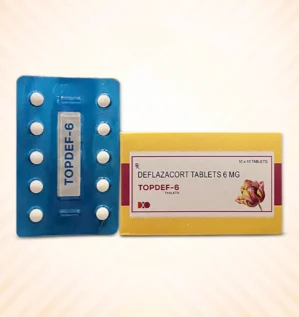 TOPDEF-6
℞
10 x 10 TABLETS
DEFLAZACORT TABLETS 6 MG
TOPDEF-6
TABLETS